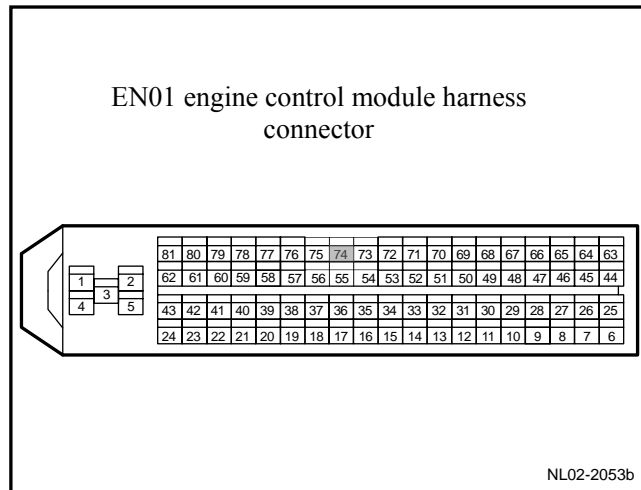 EN01 engine control module harness
connector
81 80 79 78 77 76 75 74 73 72 71 70 69 68 67 66 65 64 63
1 2 62 61 60 59 58 57 56 55 54 53 52 51 50 49 48 47 46 45 44
3
4 5 43 42 41 40 39 38 37 36 35 34 33 32 31 30 29 28 27 26 25
24 23 22 21 20 19 18 17 16 15 14 13 12 11 10 9 8 7 6
NL02-2053b